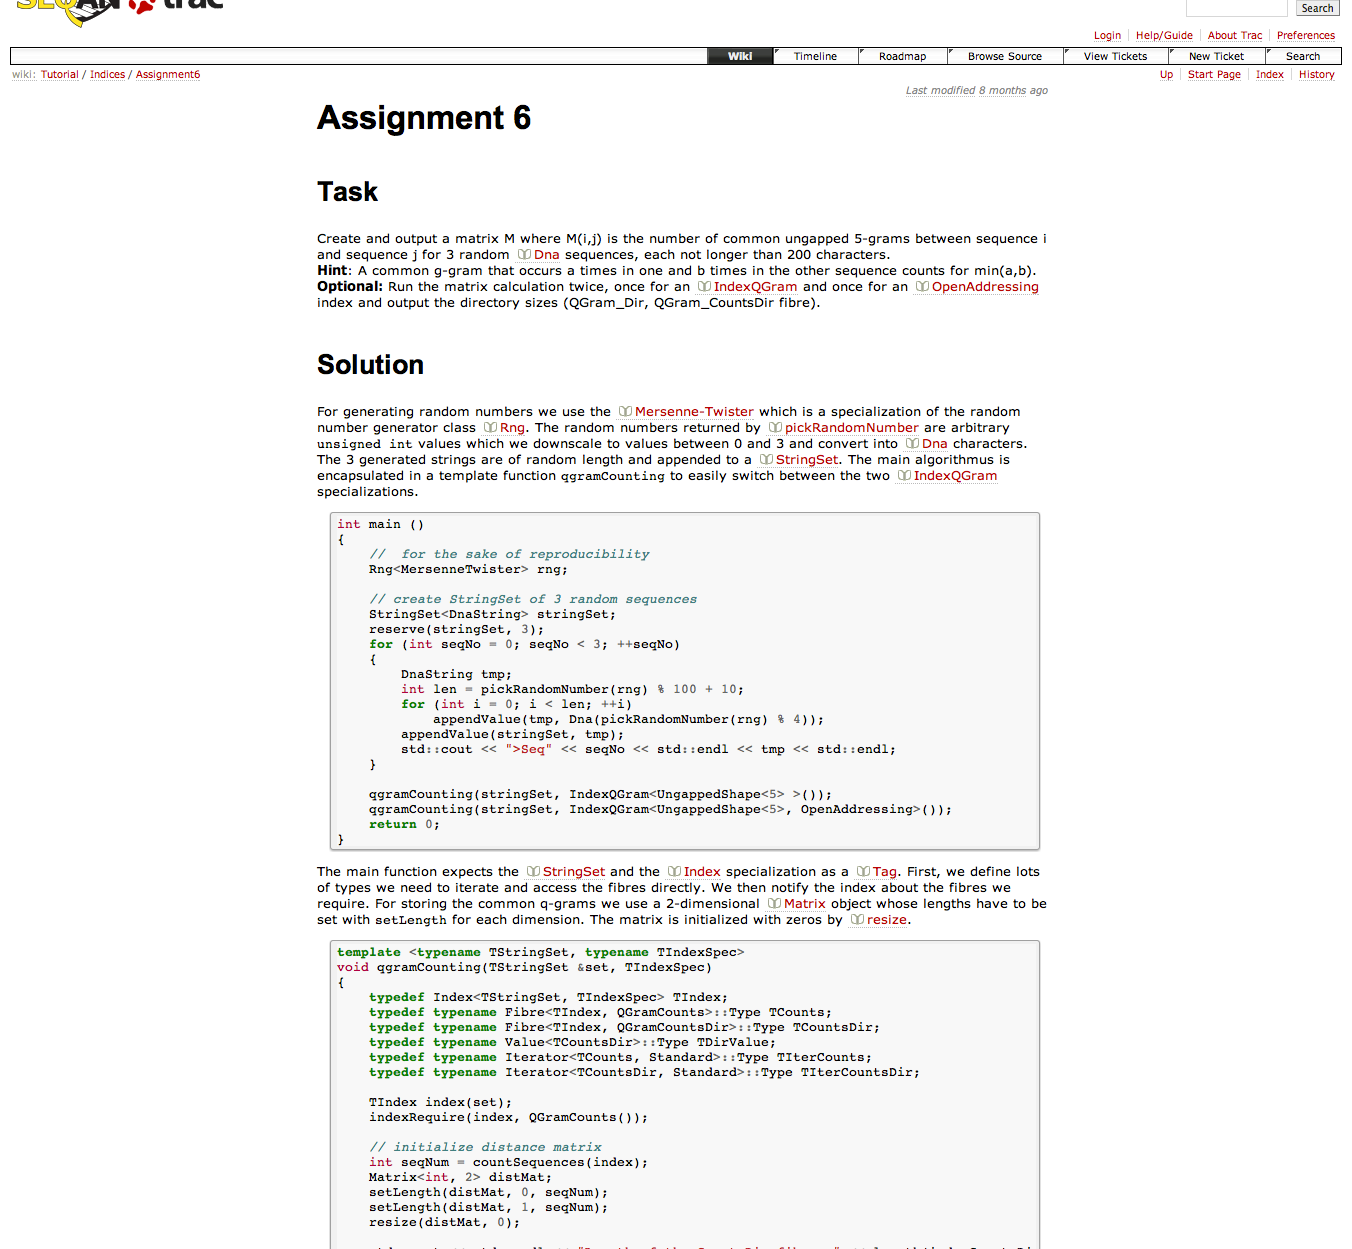 SEQAN trac
Search
Login Help/Guide About Trac Preferences
Wiki Timeline Roadmap Browse Source View Tickets New Ticket Search
wiki: Tutorial / Indices / Assignment6
Up Start Page Index History
Last modified 8 months ago
Assignment 6
Task
Create and output a matrix M where M(i,j) is the number of common ungapped 5-grams between sequence i
and sequence j for 3 random Dna sequences, each not longer than 200 characters.
Hint: A common g-gram that occurs a times in one and b times in the other sequence counts for min(a,b).
Optional: Run the matrix calculation twice, once for an IndexQGram and once for an OpenAddressing
index and output the directory sizes (QGram_Dir, QGram_CountsDir fibre).
Solution
For generating random numbers we use the Mersenne-Twister which is a specialization of the random
number generator class Rng. The random numbers returned by pickRandomNumber are arbitrary
unsigned int values which we downscale to values between 0 and 3 and convert into Dna characters.
The 3 generated strings are of random length and appended to a StringSet. The main algorithmus is
encapsulated in a template function qgramCounting to easily switch between the two IndexQGram
specializations.
int main ()
{
    //  for the sake of reproducibility
    Rng<MersenneTwister> rng;
    // create StringSet of 3 random sequences
    StringSet<DnaString> stringSet;
    reserve(stringSet, 3);
    for (int seqNo = 0; seqNo < 3; ++seqNo)
    {
        DnaString tmp;
        int len = pickRandomNumber(rng) % 100 + 10;
        for (int i = 0; i < len; ++i)
            appendValue(tmp, Dna(pickRandomNumber(rng) % 4));
        appendValue(stringSet, tmp);
        std::cout << ">Seq" << seqNo << std::endl << tmp << std::endl;
    }
    qgramCounting(stringSet, IndexQGram<UngappedShape<5> >());
    qgramCounting(stringSet, IndexQGram<UngappedShape<5>, OpenAddressing>());
    return 0;
}
The main function expects the StringSet and the Index specialization as a Tag. First, we define lots
of types we need to iterate and access the fibres directly. We then notify the index about the fibres we
require. For storing the common q-grams we use a 2-dimensional Matrix object whose lengths have to be
set with setLength for each dimension. The matrix is initialized with zeros by resize.
template <typename TStringSet, typename TIndexSpec>
void qgramCounting(TStringSet &set, TIndexSpec)
{
    typedef Index<TStringSet, TIndexSpec> TIndex;
    typedef typename Fibre<TIndex, QGramCounts>::Type TCounts;
    typedef typename Fibre<TIndex, QGramCountsDir>::Type TCountsDir;
    typedef typename Value<TCountsDir>::Type TDirValue;
    typedef typename Iterator<TCounts, Standard>::Type TIterCounts;
    typedef typename Iterator<TCountsDir, Standard>::Type TIterCountsDir;
    TIndex index(set);
    indexRequire(index, QGramCounts());
    // initialize distance matrix
    int seqNum = countSequences(index);
    Matrix<int, 2> distMat;
    setLength(distMat, 0, seqNum);
    setLength(distMat, 1, seqNum);
    resize(distMat, 0);